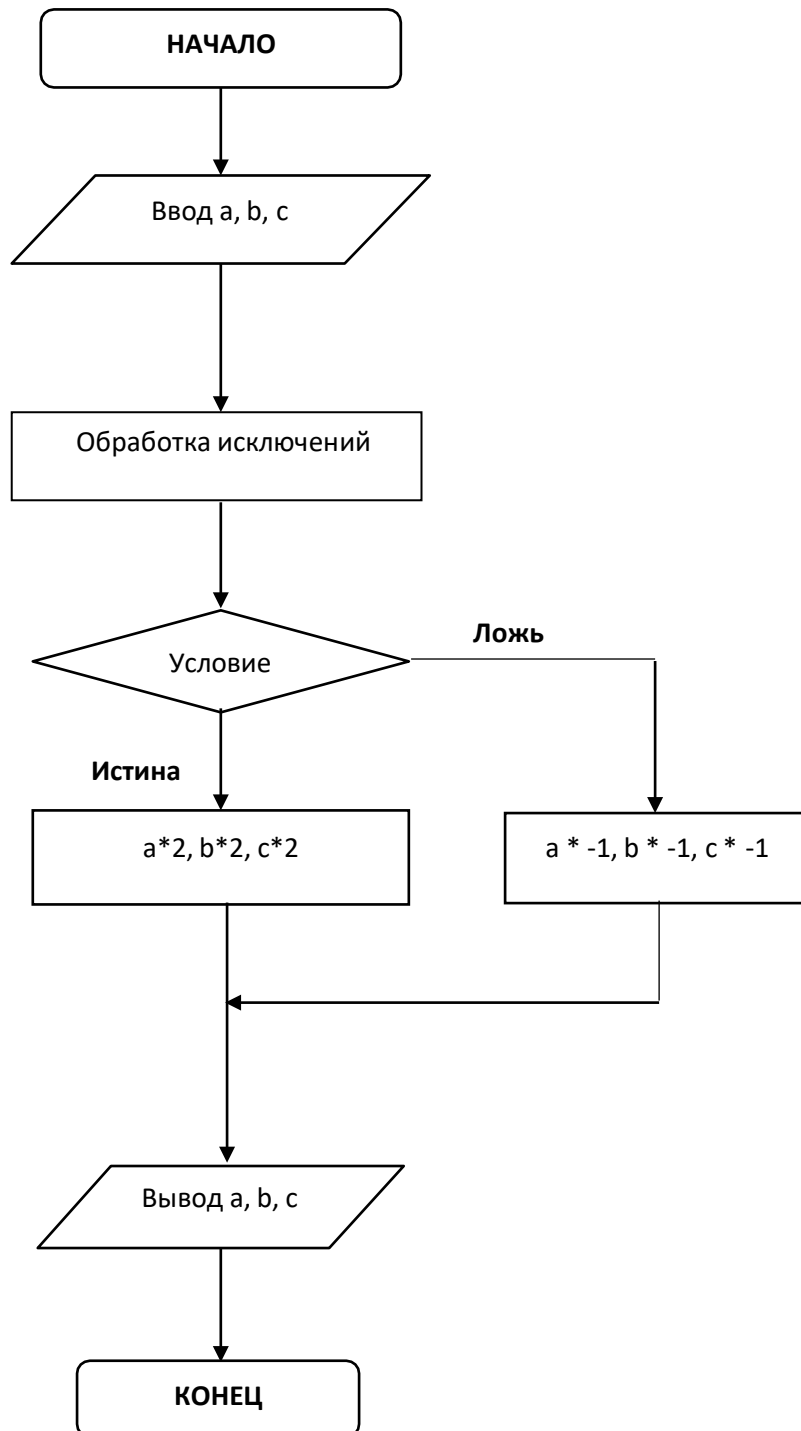 НАЧАЛО
Ввод a, b, c
Обработка исключений
Условие
Ложь
Истина
a*2, b*2, c*2
a * -1, b * -1, c * -1
Вывод a, b, c
КОНЕЦ